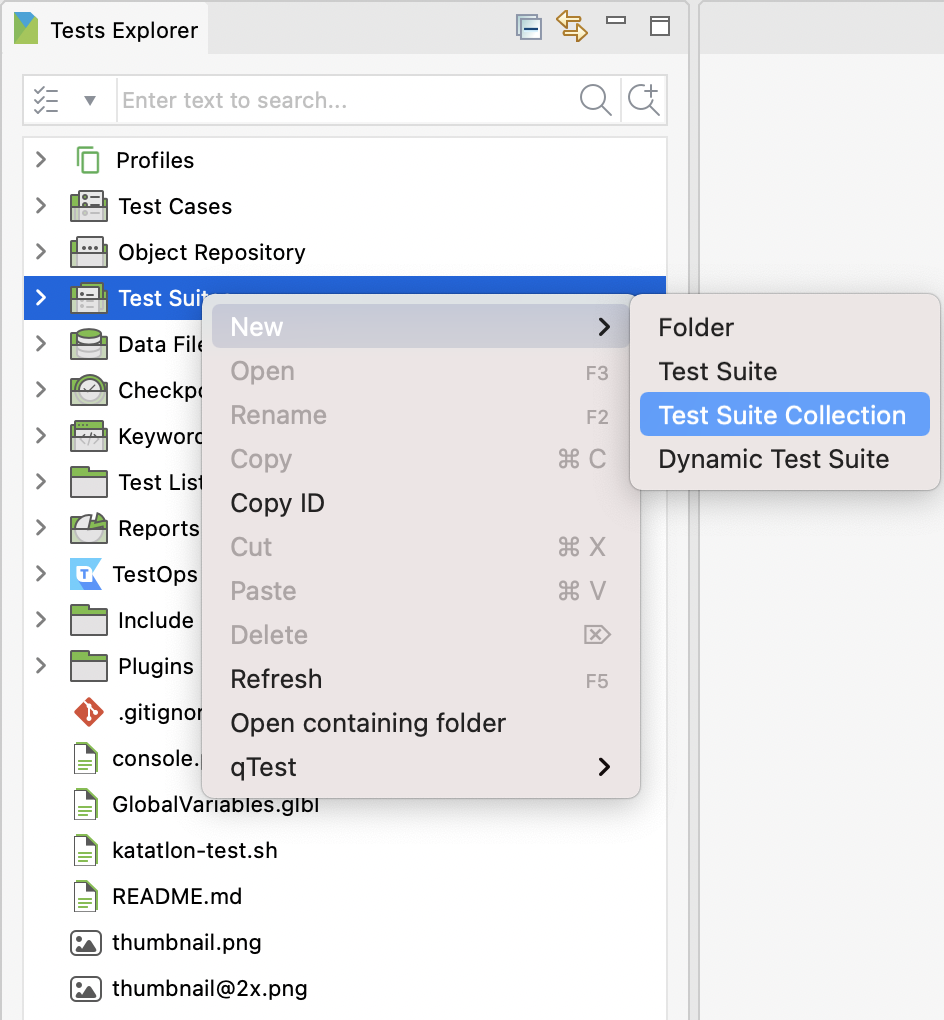 Tests Explorer
Enter text to search...
Profiles
Test Cases
Object Repository
Test Suit
Data File
Checkpo
Keyword
Test List
Reports
TestOps
Include
Plugins
.gitignor
console.
GlobalVariables.glbl
katatlon-test.sh
README.md
thumbnail.png
thumbnail@2x.png
New
Open F3
Rename F2
Copy ⌘ C
Copy ID
Cut ⌘ X
Paste ⌘ V
Delete ⌦
Refresh F5
Open containing folder
qTest
Folder
Test Suite
Test Suite Collection
Dynamic Test Suite